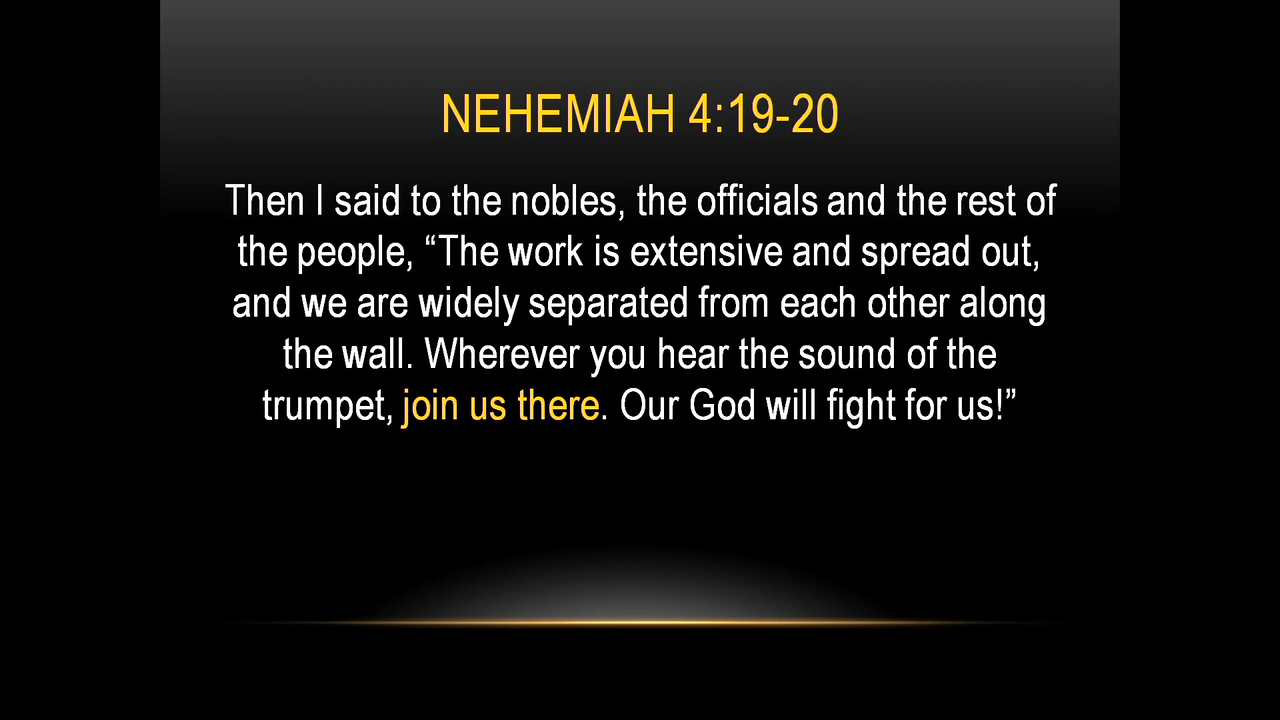 NEHEMIAH 4:19-20
Then I said to the nobles, the officials and the rest of
the people, “The work is extensive and spread out,
and we are widely separated from each other along
the wall. Wherever you hear the sound of the
trumpet, join us there. Our God will fight for us!”